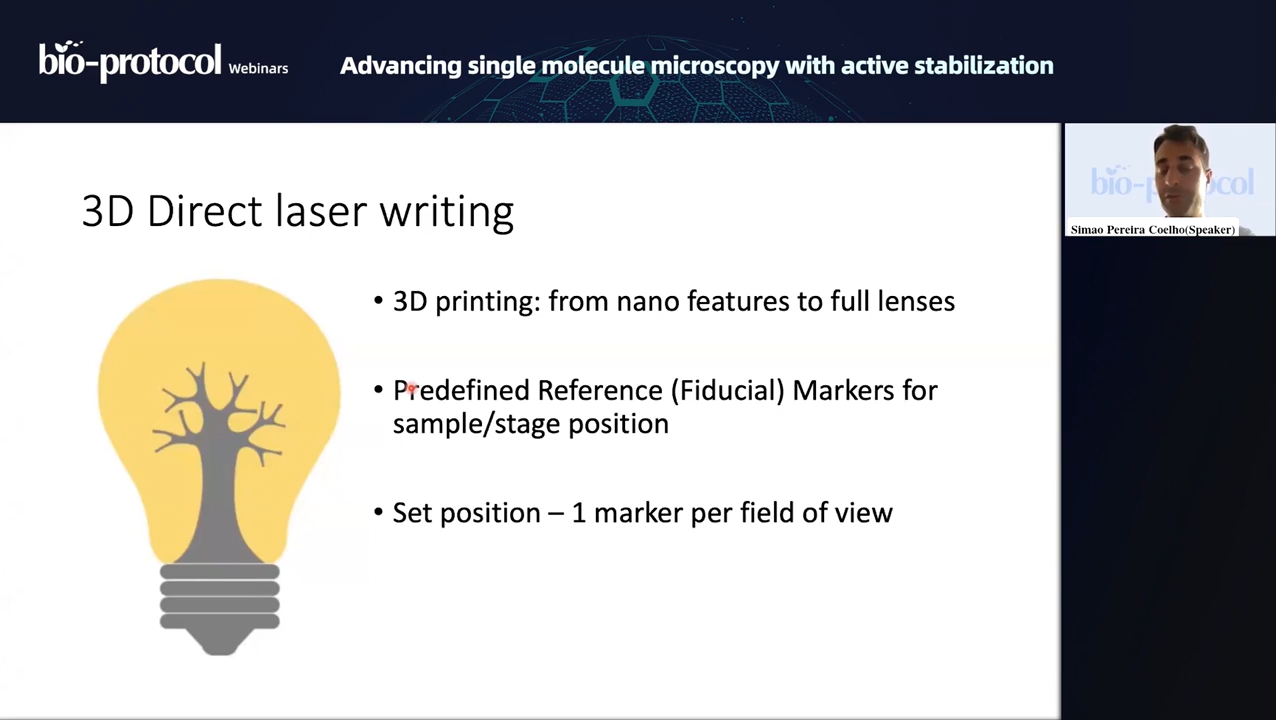 bio-protocol Webinars
Advancing single molecule microscopy with active stabilization
3D Direct laser writing
• 3D printing: from nano features to full lenses
• Predefined Reference (Fiducial) Markers for
sample/stage position
• Set position – 1 marker per field of view
bio-protocol
Simao Pereira Coelho(Speaker)